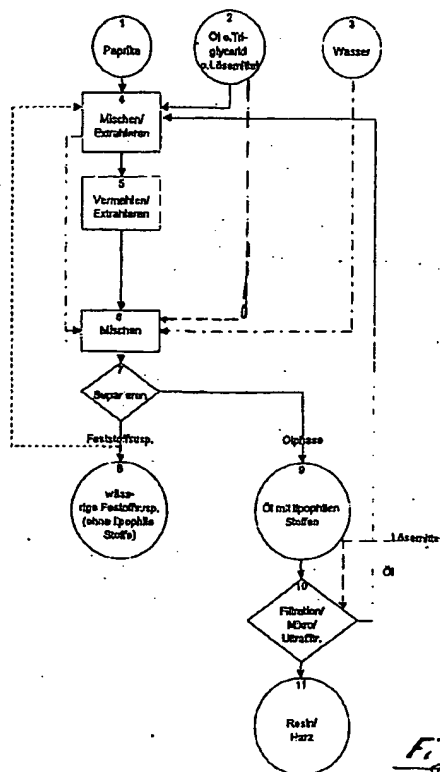 1
Paprika
2
Öl o. Tri-
glycerid
o. Lösemittel
3
Wasser
4
Mischen/
Extrahieren
5
Vermahlen/
Extrahieren
6
Mischen
7
Separieren
Feststoffsusp.
Ölphase
8
wäss-
rige Feststoffsusp.
(ohne lipophile
Stoffe)
9
Öl mit lipophilen
Stoffen
Lösemitte
Öl
10
Filtration/
Mikro/
Ultrafiltr.
11
Resin/
Harz